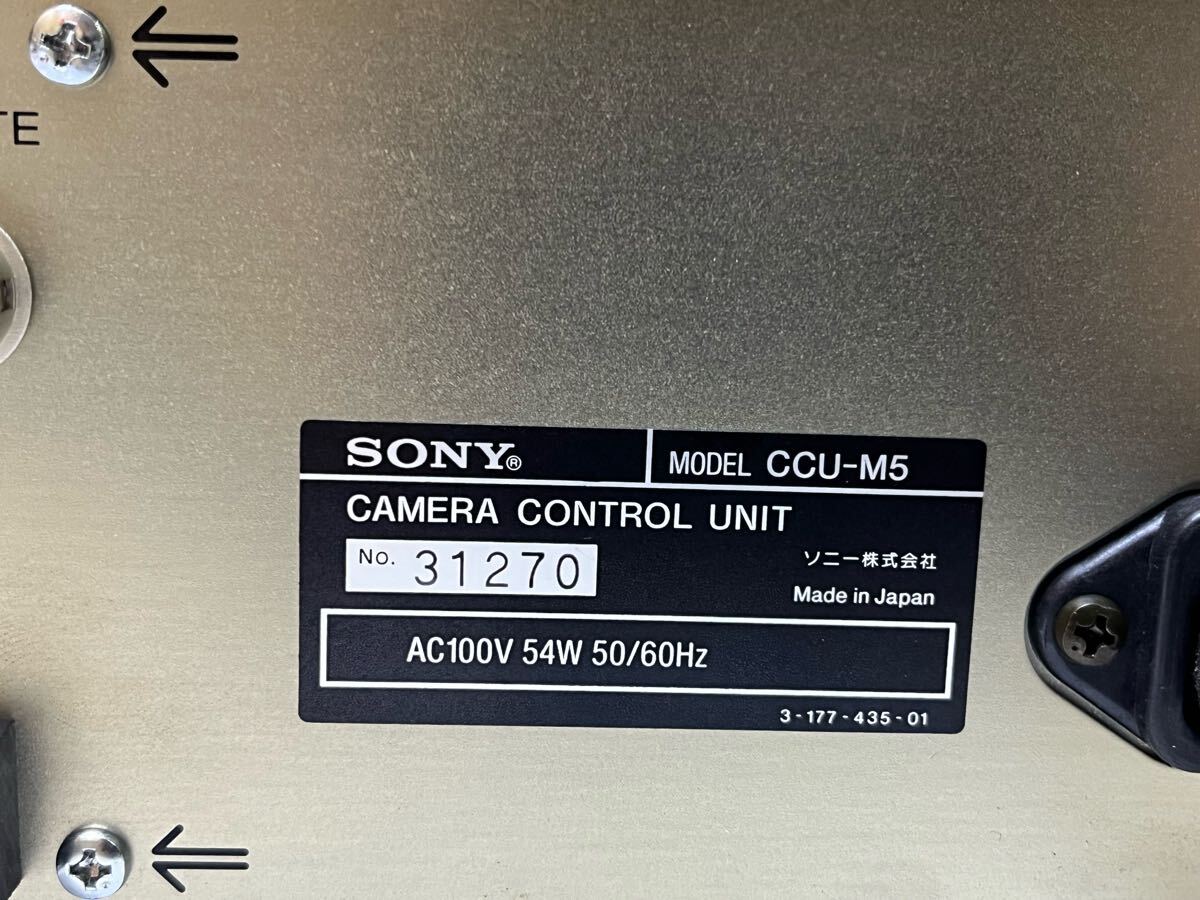 TE
SONY®
MODEL CCU-M5
CAMERA CONTROL UNIT
No. 31270
ソニー株式会社
Made in Japan
AC100V 54W 50/60Hz
3-177-435-01